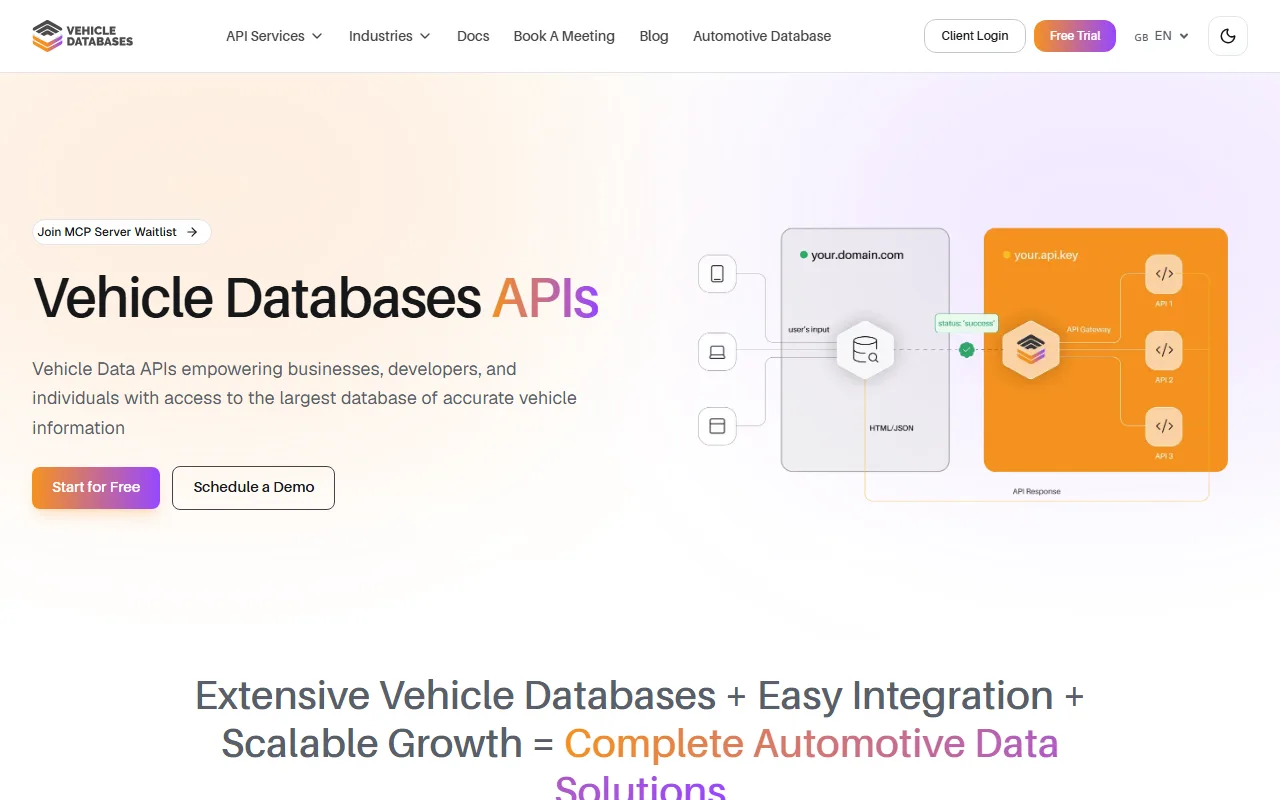 VEHICLE
DATABASES
API Services
Industries
Docs
Book A Meeting
Blog
Automotive Database
Client Login
Free Trial
GB EN
Join MCP Server Waitlist
Vehicle Databases APIs
Vehicle Data APIs empowering businesses, developers, and
individuals with access to the largest database of accurate vehicle
information
Start for Free
Schedule a Demo
your.domain.com
your.api.key
API 1
user's input
status: 'success'
API Gateway
API 2
HTML/JSON
API 3
API Response
Extensive Vehicle Databases + Easy Integration +
Scalable Growth = Complete Automotive Data
Solutions